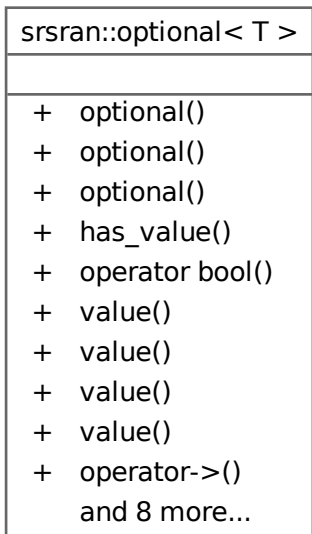 srsran::optional< T >
+ optional()
+ optional()
+ optional()
+ has_value()
+ operator bool()
+ value()
+ value()
+ value()
+ value()
+ operator->()
and 8 more...